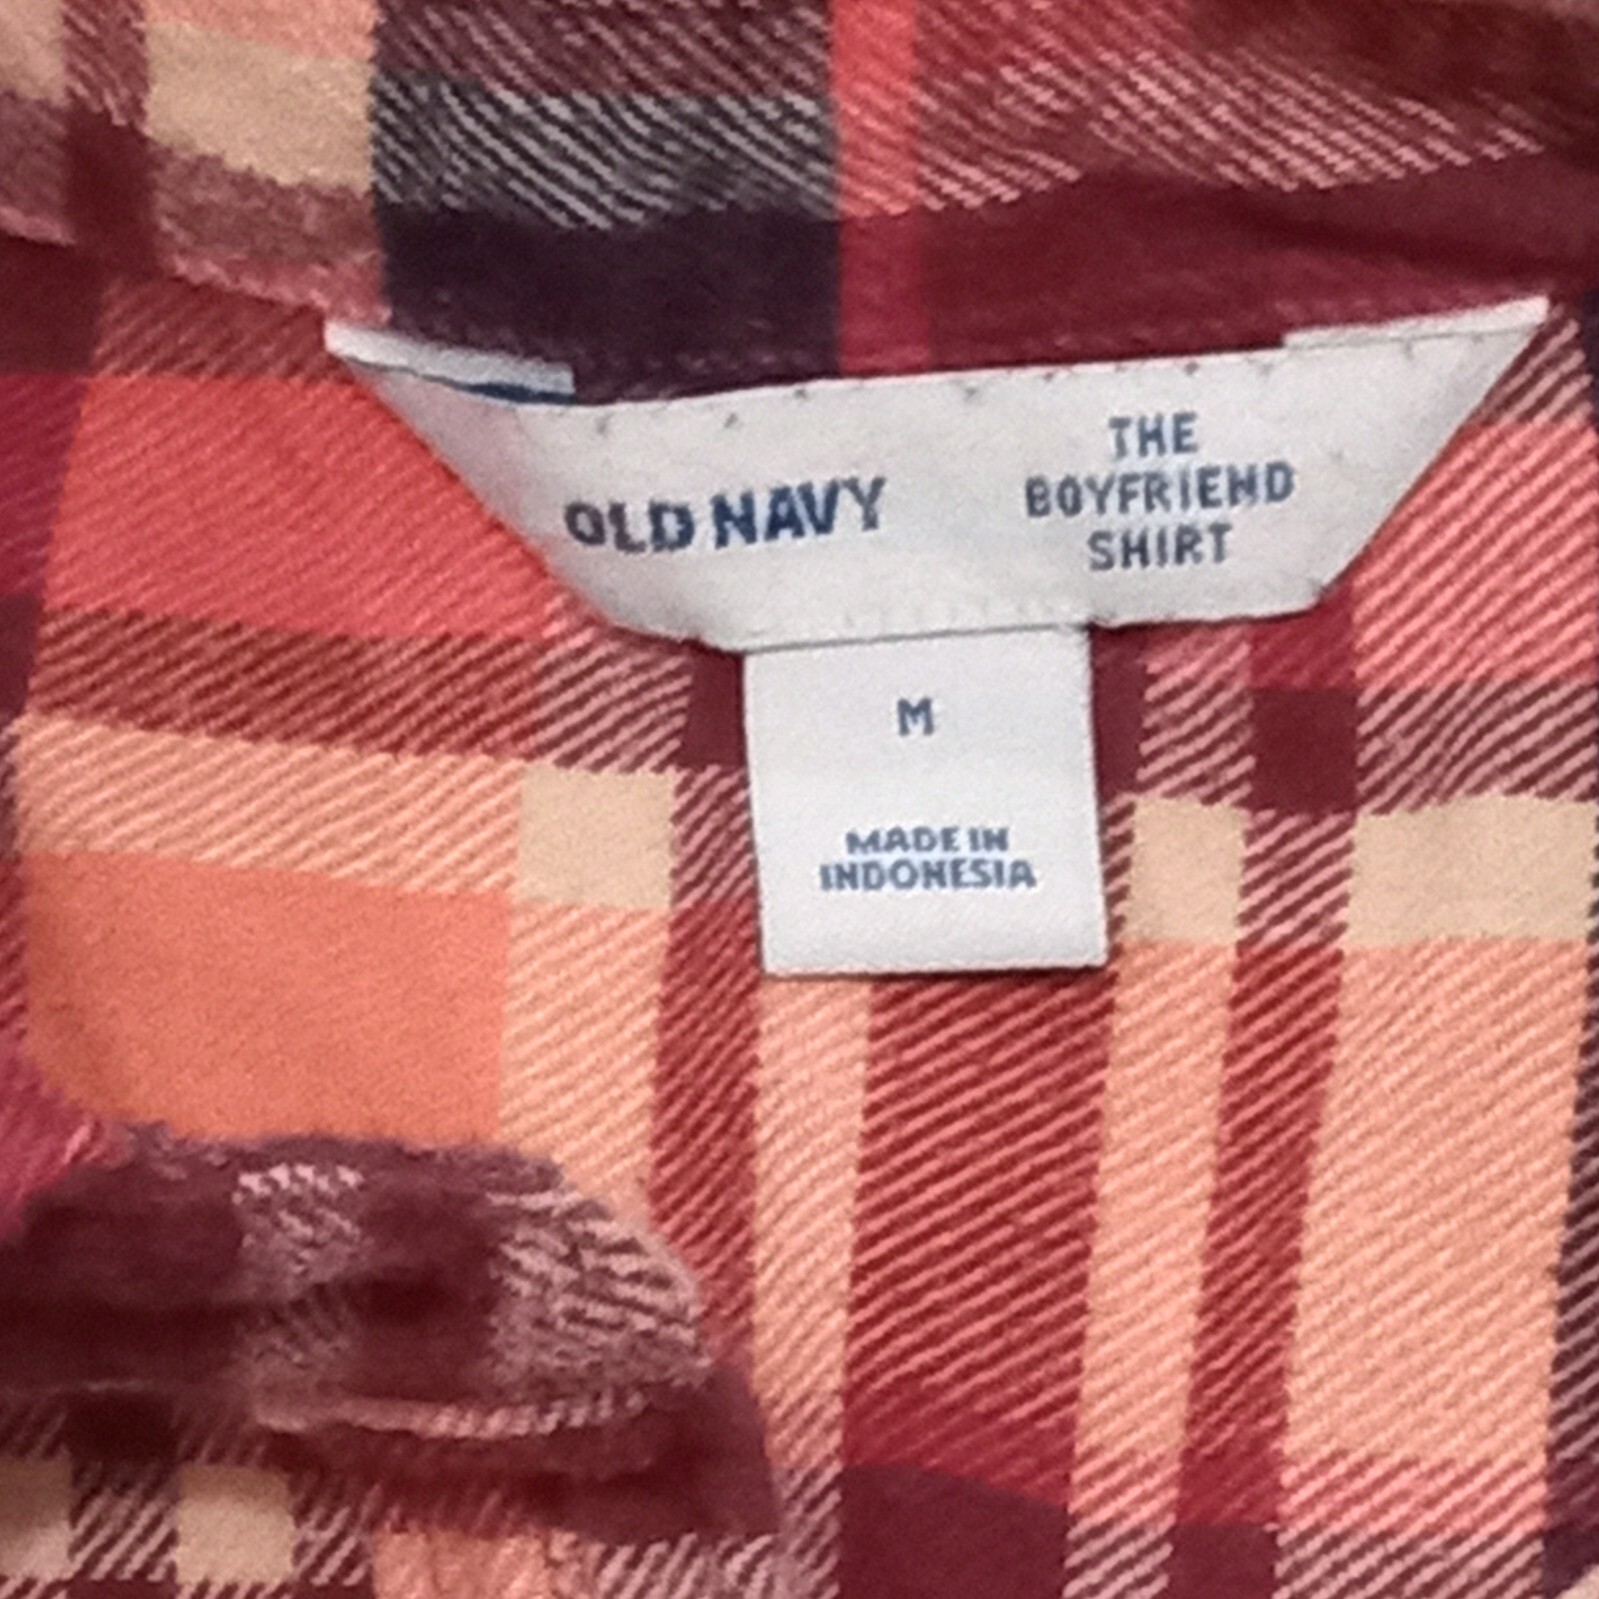 OLD NAVY
THE
BOYFRIEND
SHIRT
M
MADE IN
INDONESIA